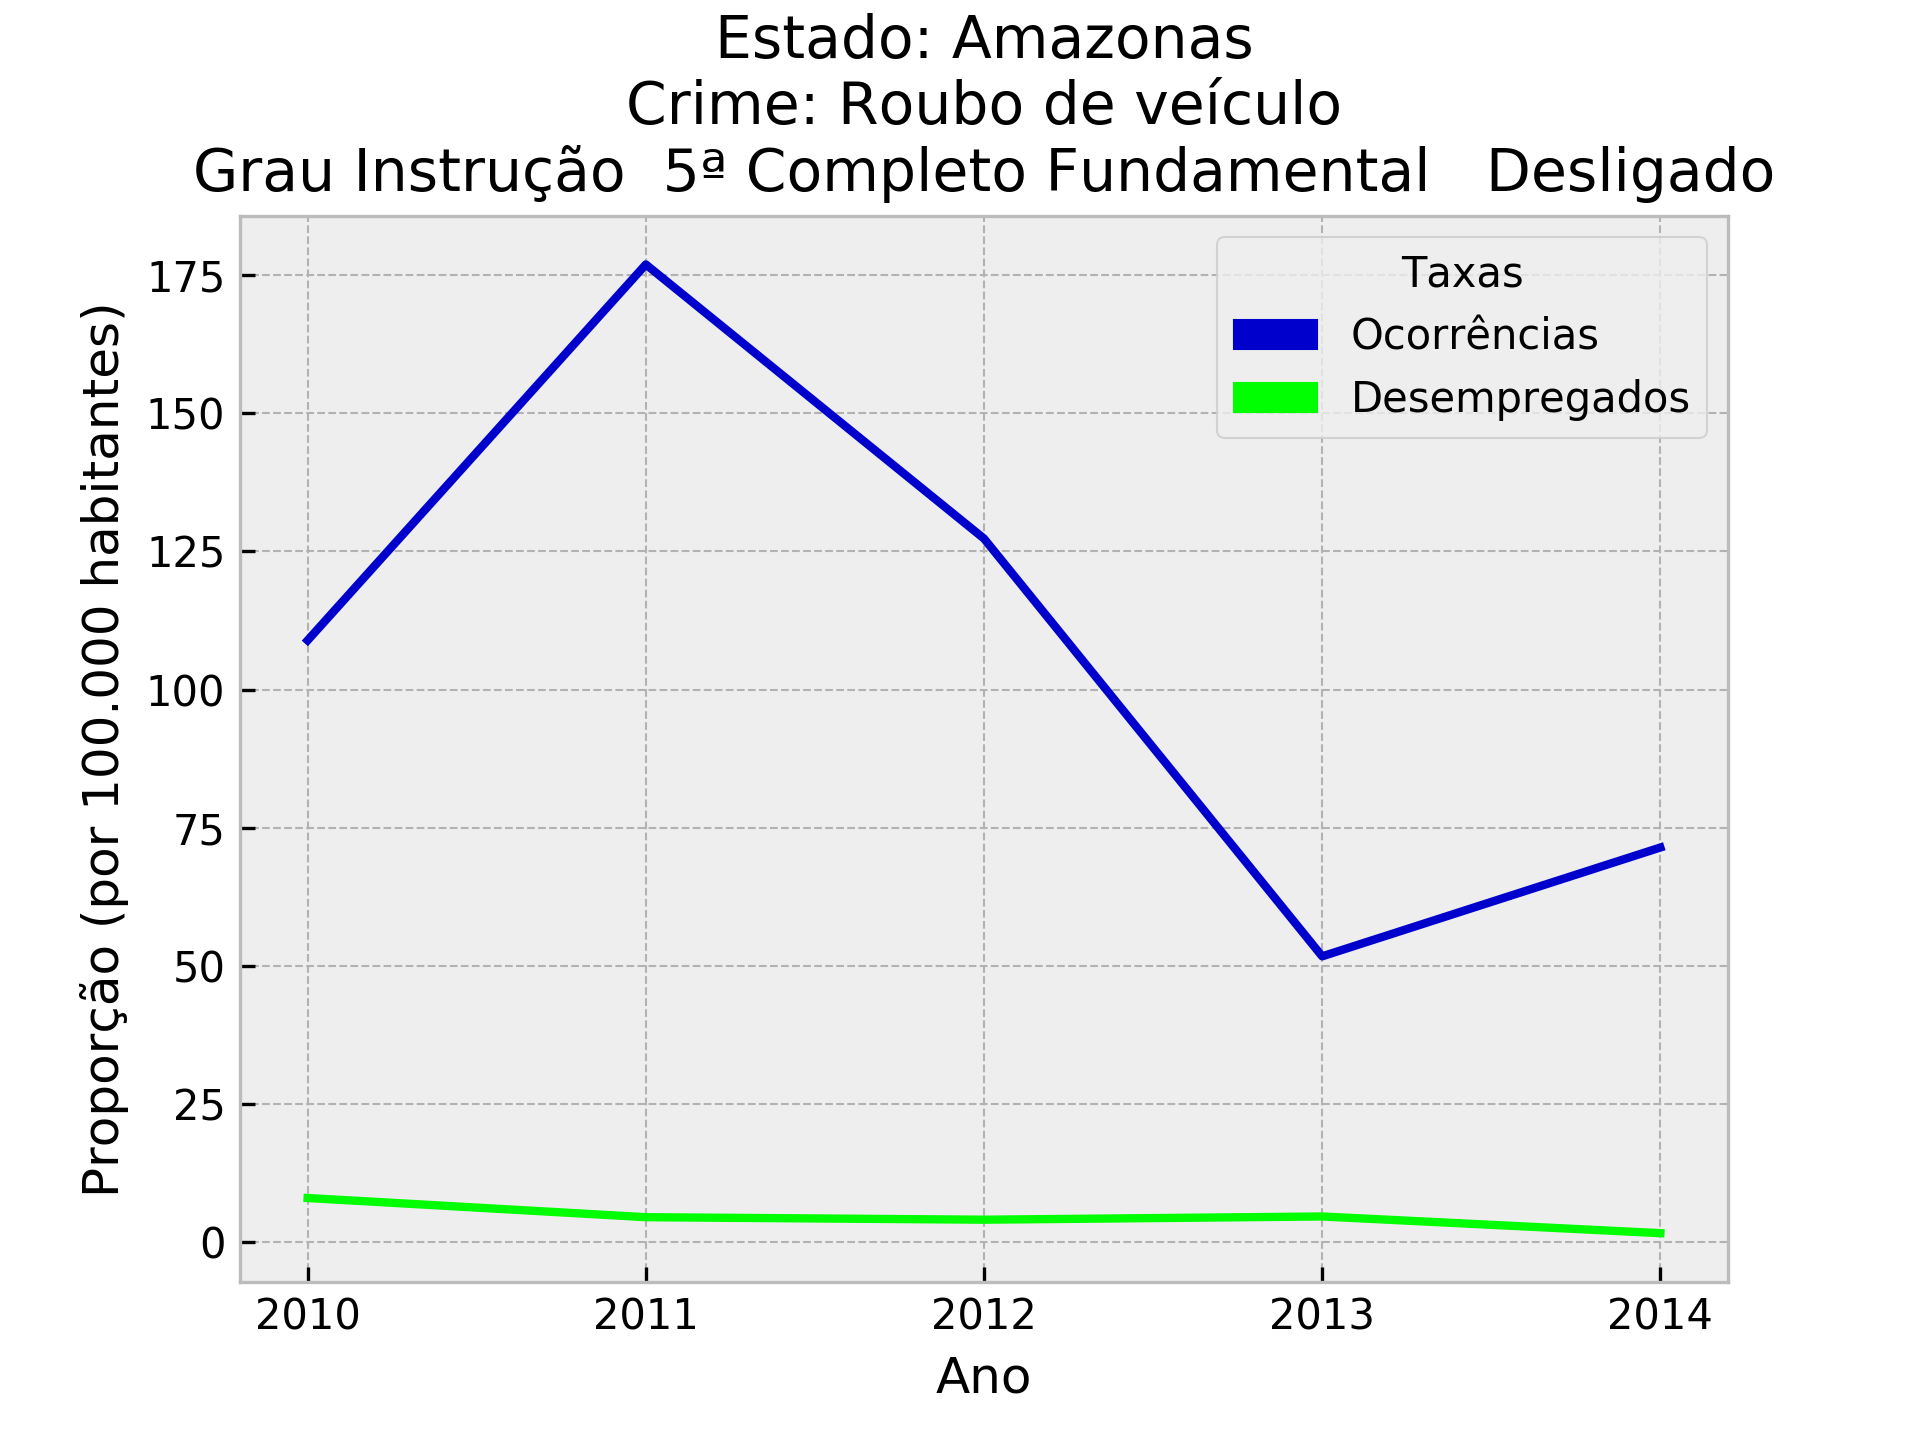 Estado: Amazonas
Crime: Roubo de veículo
Grau Instrução  5ª Completo Fundamental   Desligado
Proporção (por 100.000 habitantes)
175
150
125
100
75
50
25
0
Taxas
Ocorrências
Desempregados
2010 2011 2012 2013 2014
Ano